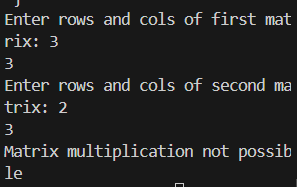 Enter rows and cols of first mat
rix: 3
3
Enter rows and cols of second ma
trix: 2
3
Matrix multiplication not possib
le